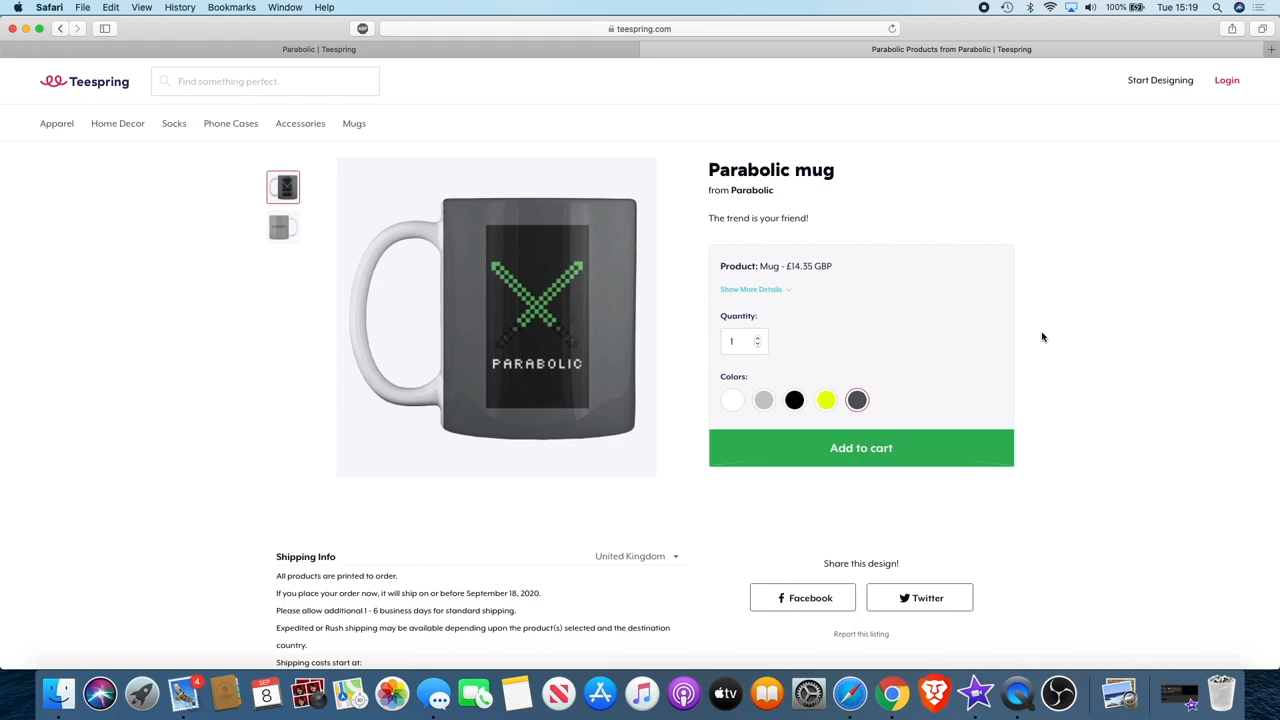 Safari File Edit View History Bookmarks Window Help
100% Tue 15:19
teespring.com
Parabolic | Teespring
Parabolic Products from Parabolic | Teespring
Teespring
Find something perfect.
Start Designing
Login
Apparel
Home Decor
Socks
Phone Cases
Accessories
Mugs
PARABOLIC
Parabolic mug
from Parabolic
The trend is your friend!
Product: Mug - £14.35 GBP
Show More Details
Quantity:
1
Colors:
Add to cart
Shipping Info
United Kingdom
All products are printed to order.
If you place your order now, it will ship on or before September 18, 2020.
Please allow additional 1 - 6 business days for standard shipping.
Expedited or Rush shipping may be available depending upon the product(s) selected and the destination
country.
Shipping costs start at:
Share this design!
Facebook
Twitter
Report this listing
4
SEP
8
tv